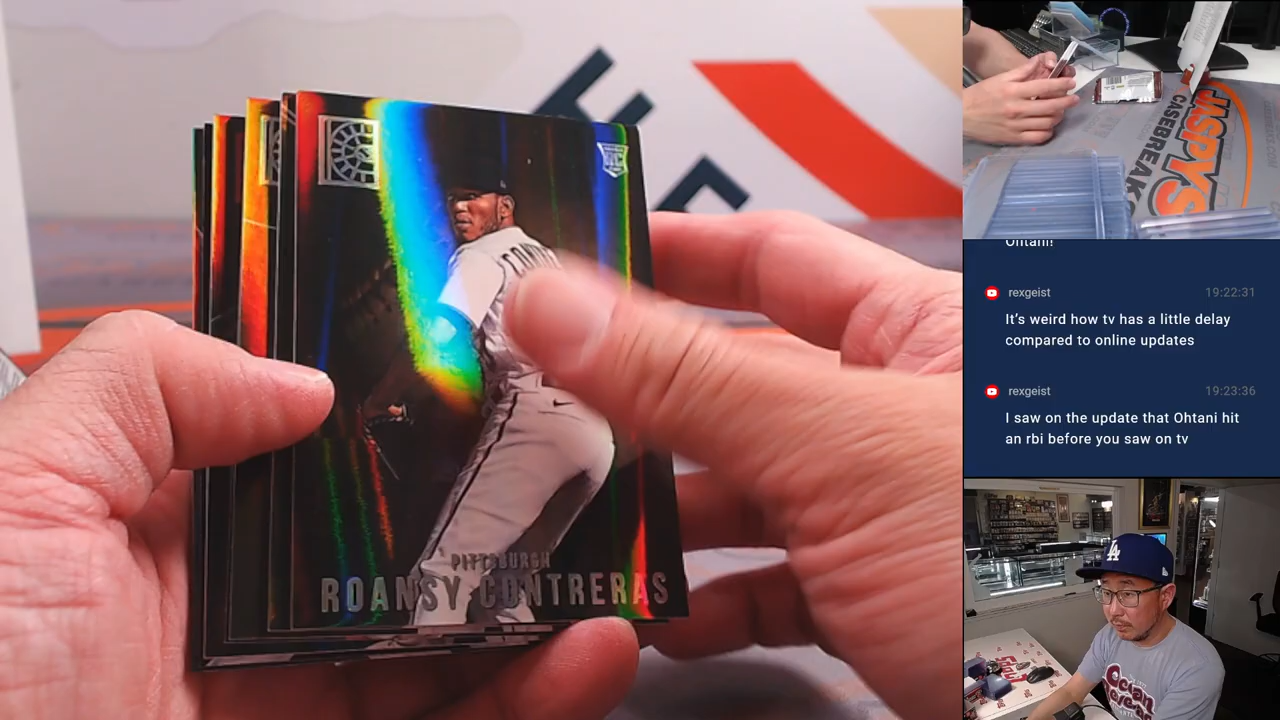 RC
PITTSBURGH
ROANSY CONTRERAS
JASPYS
CASEBREAKS
Ohtani!
rexgeist 19:22:31
It's weird how tv has a little delay
compared to online updates
rexgeist 19:23:36
I saw on the update that Ohtani hit
an rbi before you saw on tv
LA
Ocean